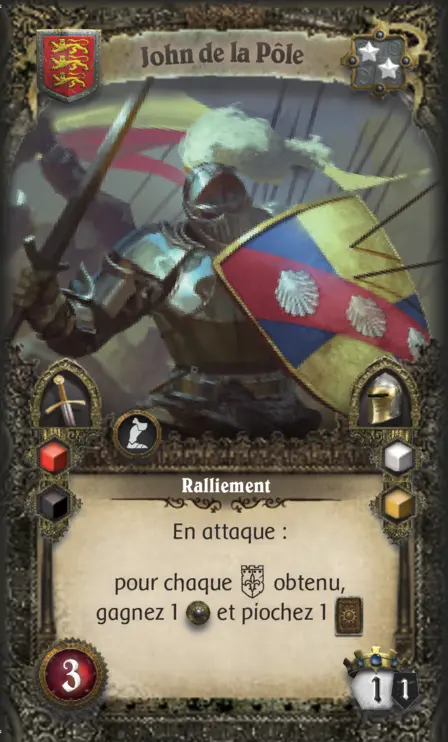 John de la Pôle
Ralliement
En attaque :
pour chaque obtenu,
gagnez 1 et piochez 1
3
1 1